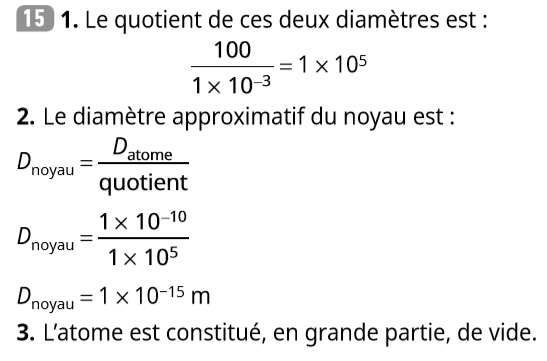 15 1. Le quotient de ces deux diamètres est :
100 / (1 × 10⁻³) = 1 × 10⁵
2. Le diamètre approximatif du noyau est :
D_noyau = D_atome / quotient
D_noyau = (1 × 10⁻¹⁰) / (1 × 10⁵)
D_noyau = 1 × 10⁻¹⁵ m
3. L’atome est constitué, en grande partie, de vide.